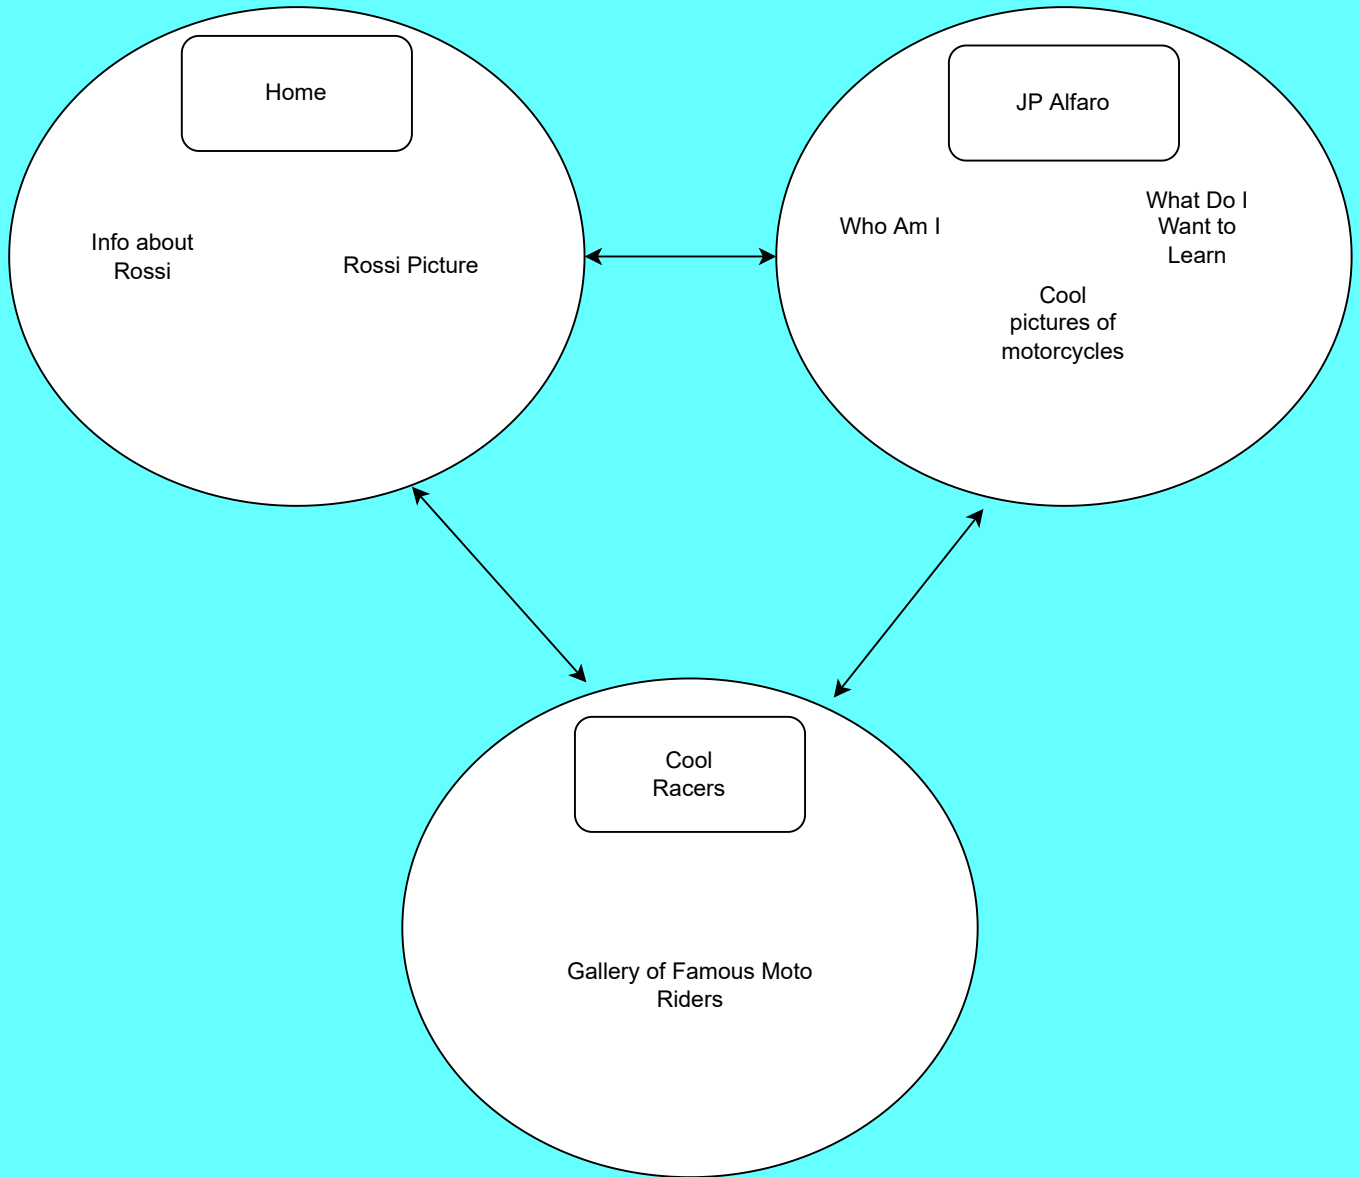 Home
Info about
Rossi
Rossi Picture
JP Alfaro
Who Am I
What Do I
Want to
Learn
Cool
pictures of
motorcycles
Cool
Racers
Gallery of Famous Moto
Riders